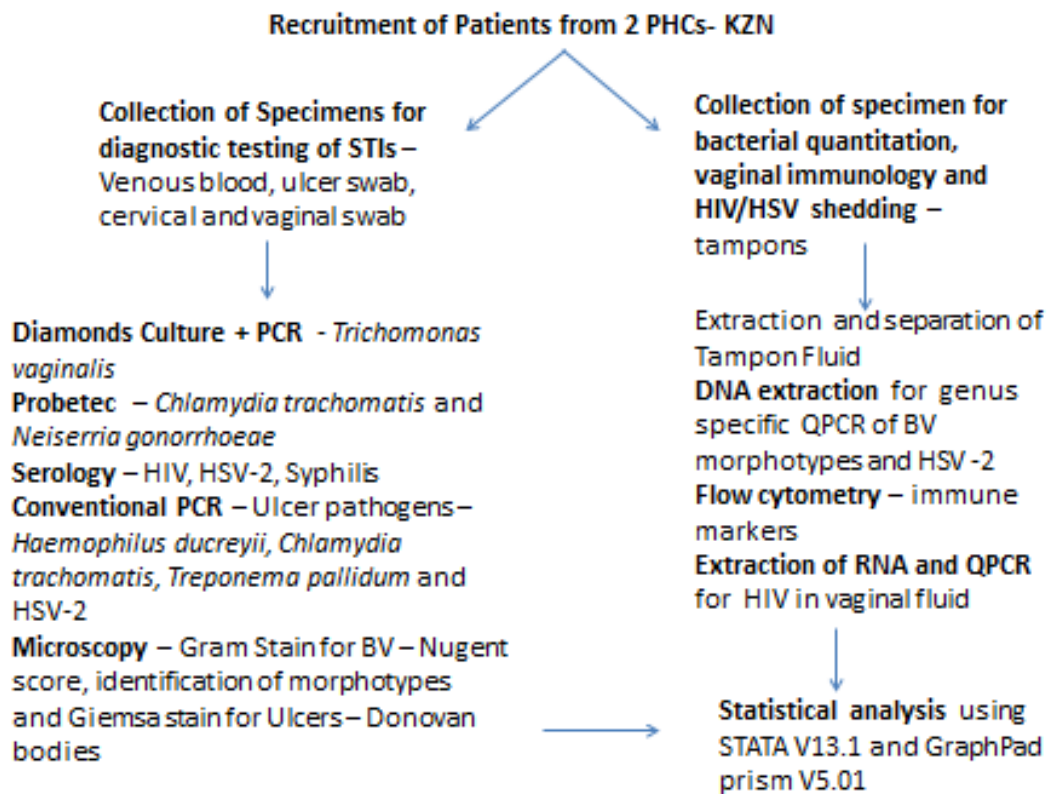 Recruitment of Patients from 2 PHCs- KZN
Collection of Specimens for
diagnostic testing of STIs –
Venous blood, ulcer swab,
cervical and vaginal swab
Diamonds Culture + PCR - Trichomonas
vaginalis
Probetec – Chlamydia trachomatis and
Neiserria gonorrhoeae
Serology – HIV, HSV-2, Syphilis
Conventional PCR – Ulcer pathogens –
Haemophilus ducreyii, Chlamydia
trachomatis, Treponema pallidum and
HSV-2
Microscopy – Gram Stain for BV – Nugent
score, identification of morphotypes
and Giemsa stain for Ulcers – Donovan
bodies
Collection of specimen for
bacterial quantitation,
vaginal immunology and
HIV/HSV shedding –
tampons
Extraction and separation of
Tampon Fluid
DNA extraction for genus
specific QPCR of BV
morphotypes and HSV -2
Flow cytometry – immune
markers
Extraction of RNA and QPCR
for HIV in vaginal fluid
Statistical analysis using
STATA V13.1 and GraphPad
prism V5.01